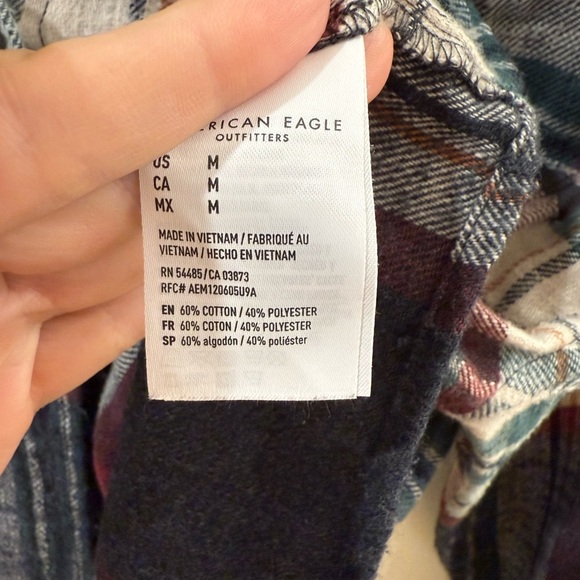 RICAN EAGLE
OUTFITTERS
US M
CA M
MX M
MADE IN VIETNAM / FABRIQUÉ AU
VIETNAM / HECHO EN VIETNAM
RN 54485/CA 03873
RFC# AEM120605U9A
EN 60% COTTON / 40% POLYESTER
FR 60% COTON / 40% POLYESTER
SP 60% algodón / 40% poliéster